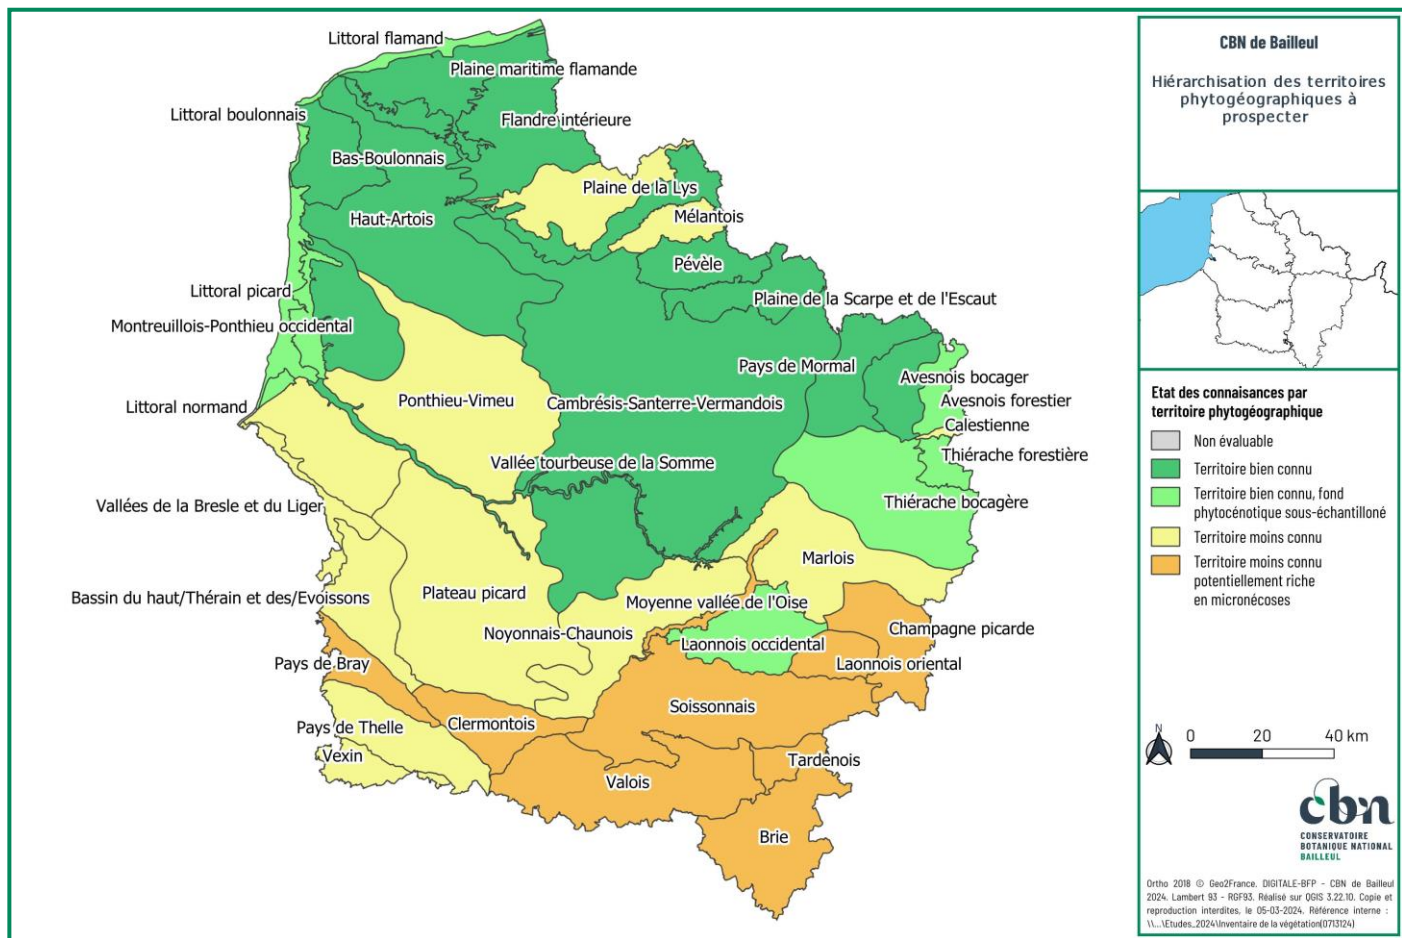 Littoral flamand
Plaine maritime flamande
Littoral boulonnais
Flandre intérieure
Bas-Boulonnais
Plaine de la Lys
Haut-Artois
Mélantois
Pévèle
Littoral picard
Plaine de la Scarpe et de l'Escaut
Montreuillois-Ponthieu occidental
Pays de Mormal
Avesnois bocager
Littoral normand
Ponthieu-Vimeu
Cambrésis-Santerre-Vermandois
Avesnois forestier
Calestienne
Thiérache forestière
Vallée tourbeuse de la Somme
Vallées de la Bresle et du Liger
Thiérache bocagère
Marlois
Bassin du haut/Thérain et des/Evoissons
Plateau picard
Moyenne vallée de l'Oise
Noyonnais-Chaunois
Champagne picarde
Laonnois occidental
Pays de Bray
Laonnois oriental
Soissonnais
Pays de Thelle
Clermontois
Vexin
Tardenois
Valois
Brie
CBN de Bailleul
Hiérarchisation des territoires
phytogéographiques à
prospecter
Etat des connaisances par
territoire phytogéographique
Non évaluable
Territoire bien connu
Territoire bien connu, fond
phytocénotique sous-échantilloné
Territoire moins connu
Territoire moins connu
potentiellement riche
en micronécoses
N
0 20 40 km
cbn
CONSERVATOIRE
BOTANIQUE NATIONAL
BAILLEUL
Ortho 2018 © Geo2France. DIGITALE-BFP - CBN de Bailleul
2024. Lambert 93 - RGF93. Réalisé sur QGIS 3.22.10. Copie et
reproduction interdites, le 05-03-2024. Référence interne :
\\...\Etudes_2024\Inventaire de la végétation(0713124)